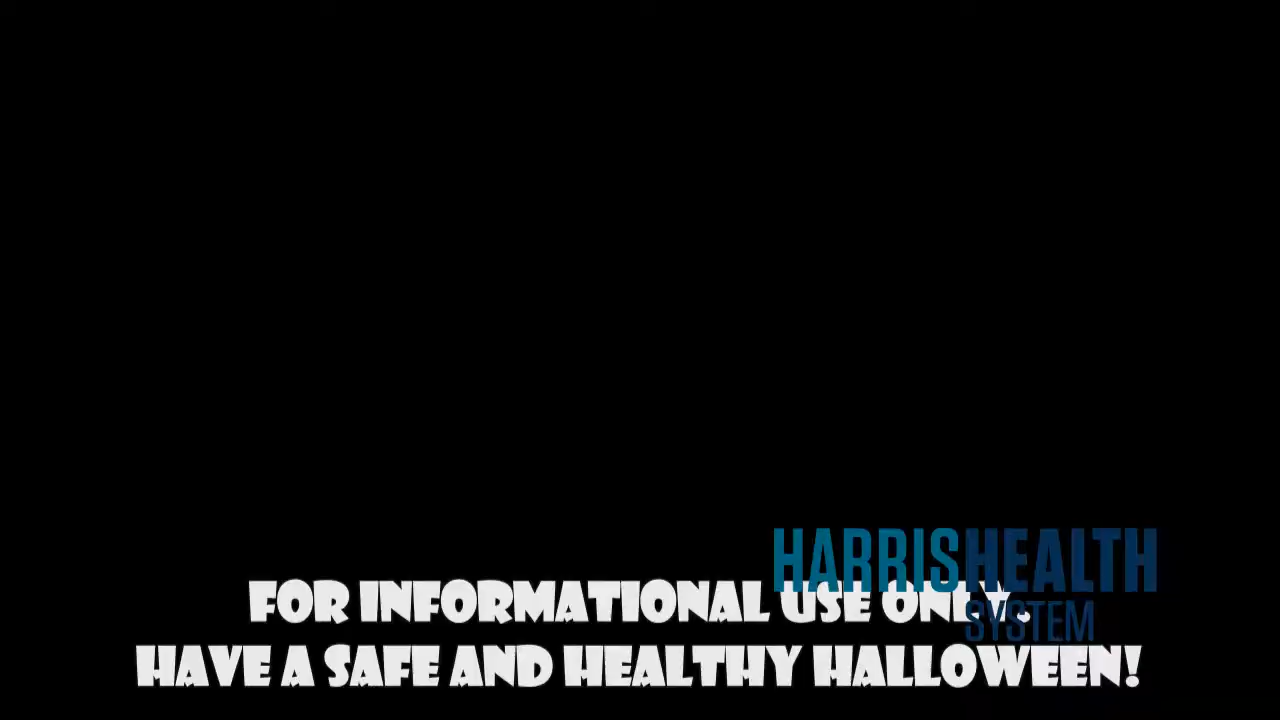 HARRISHEALTH
SYSTEM
FOR INFORMATIONAL USE ONLY.
HAVE A SAFE AND HEALTHY HALLOWEEN!